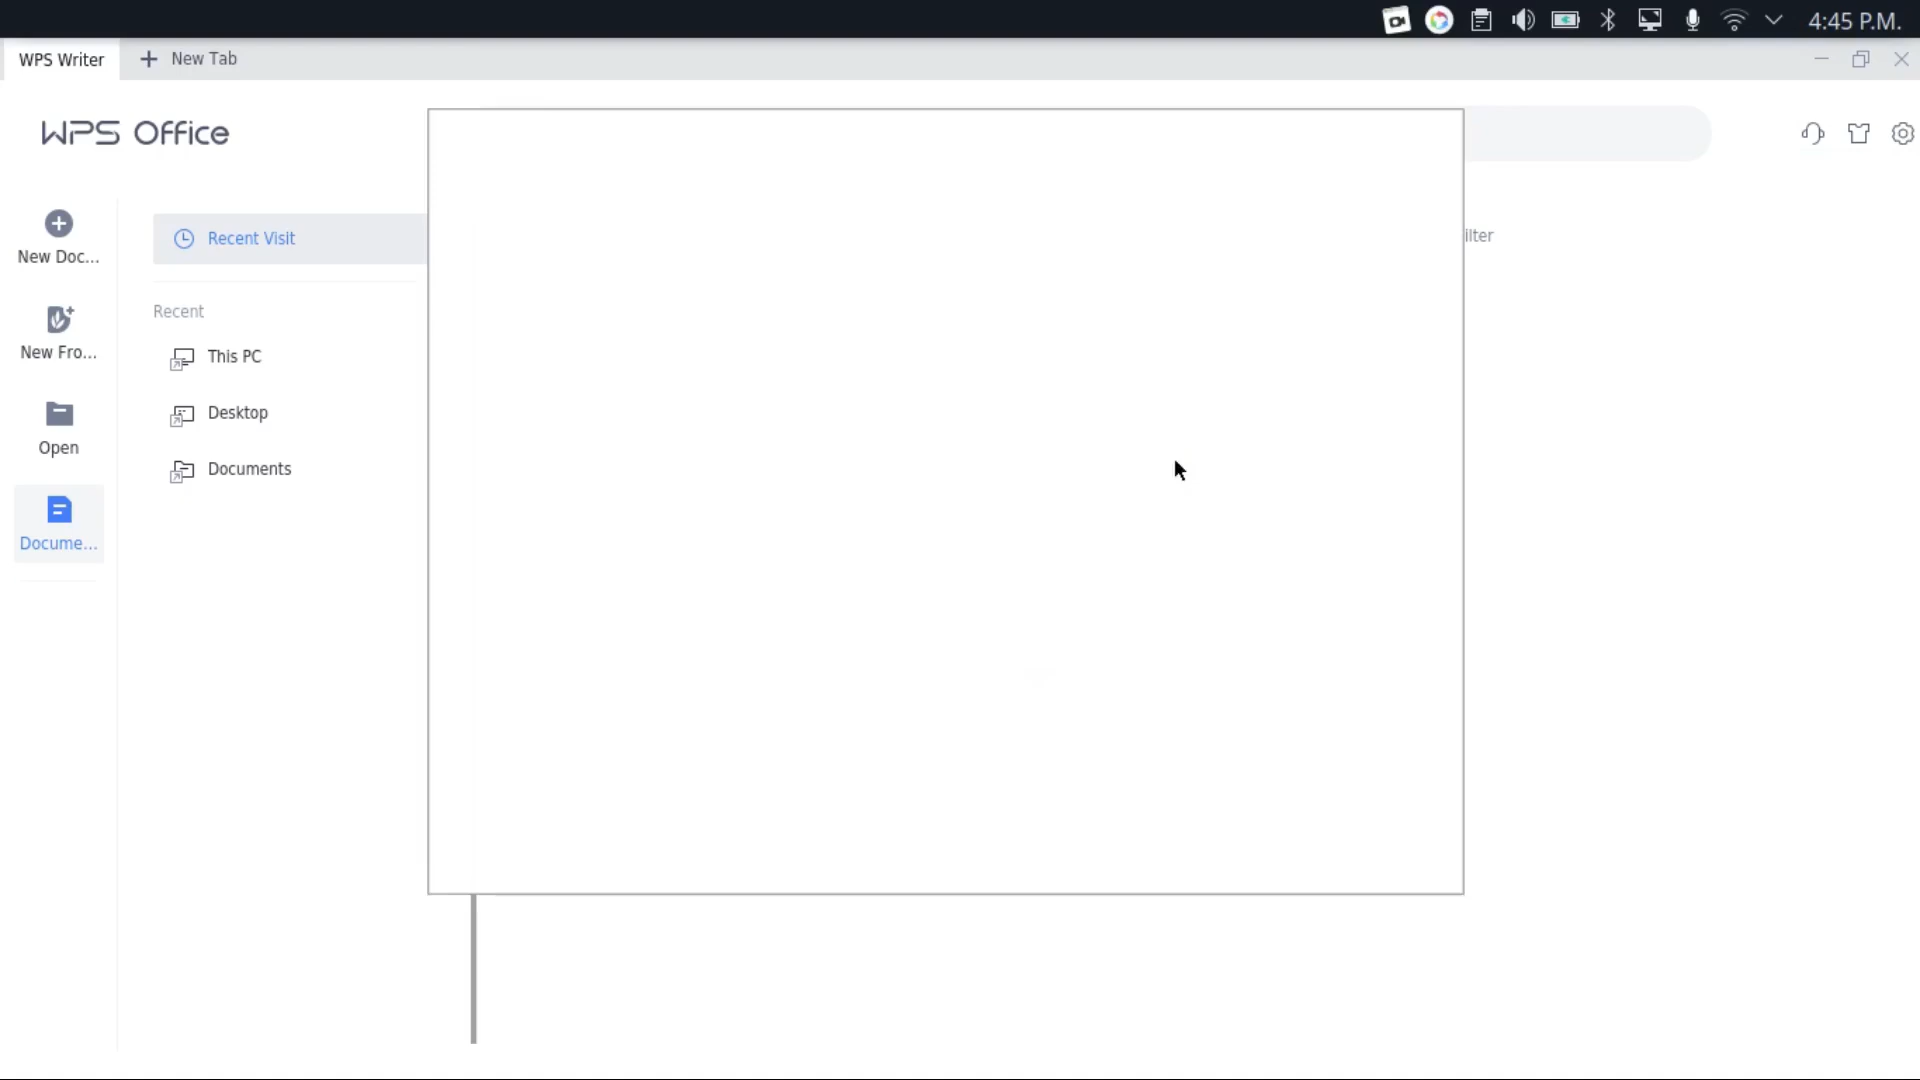 4:45 P.M.
WPS Writer
New Tab
WPS Office
New Doc...
Recent Visit
ilter
Recent
New Fro...
This PC
Desktop
Open
Documents
Docume...